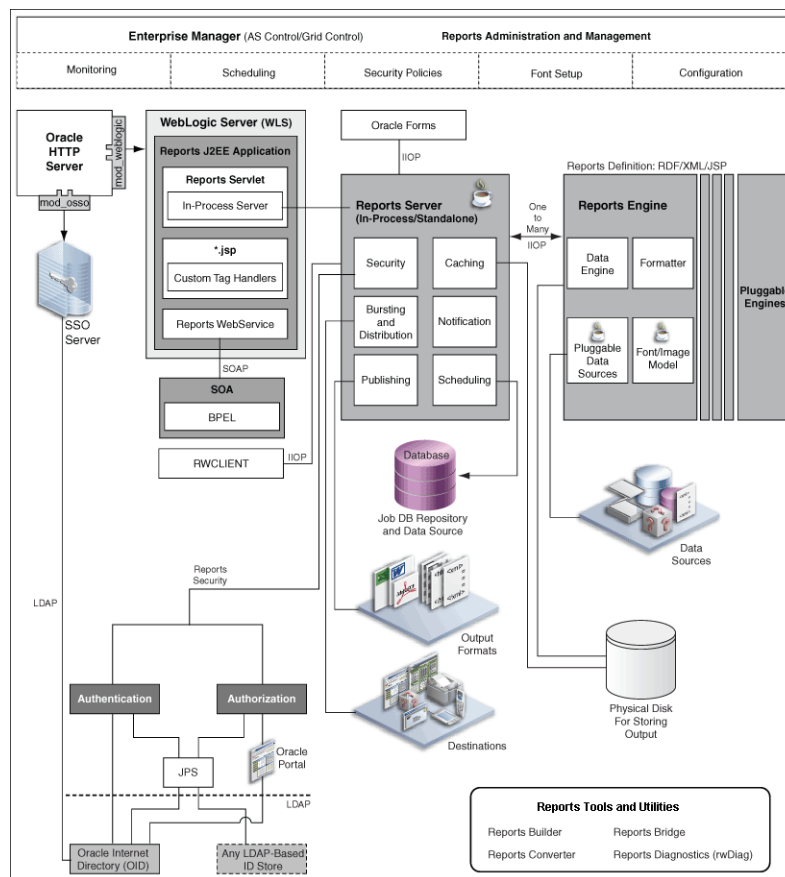 Enterprise Manager (AS Control/Grid Control)
Reports Administration and Management
Monitoring
Scheduling
Security Policies
Font Setup
Configuration
Oracle
HTTP
Server
mod_weblogic
mod_osso
SSO
Server
WebLogic Server (WLS)
Reports J2EE Application
Reports Servlet
In-Process Server
*.jsp
Custom Tag Handlers
Reports WebService
SOAP
SOA
BPEL
RWCLIENT
IIOP
Oracle Forms
IIOP
Reports Server
(In-Process/Standalone)
Security
Caching
Bursting and
Distribution
Notification
Publishing
Scheduling
One
to
Many
IIOP
Reports Definition: RDF/XML/JSP
Reports Engine
Data
Engine
Formatter
Pluggable
Data
Sources
Font/Image
Model
Pluggable
Engines
Database
Job DB Repository
and Data Source
Data
Sources
Reports
Security
LDAP
Output
Formats
Destinations
Physical Disk
For Storing
Output
Authentication
Authorization
JPS
Oracle
Portal
LDAP
Oracle Internet
Directory (OID)
Any LDAP-Based
ID Store
Reports Tools and Utilities
Reports Builder
Reports Bridge
Reports Converter
Reports Diagnostics (rwDiag)